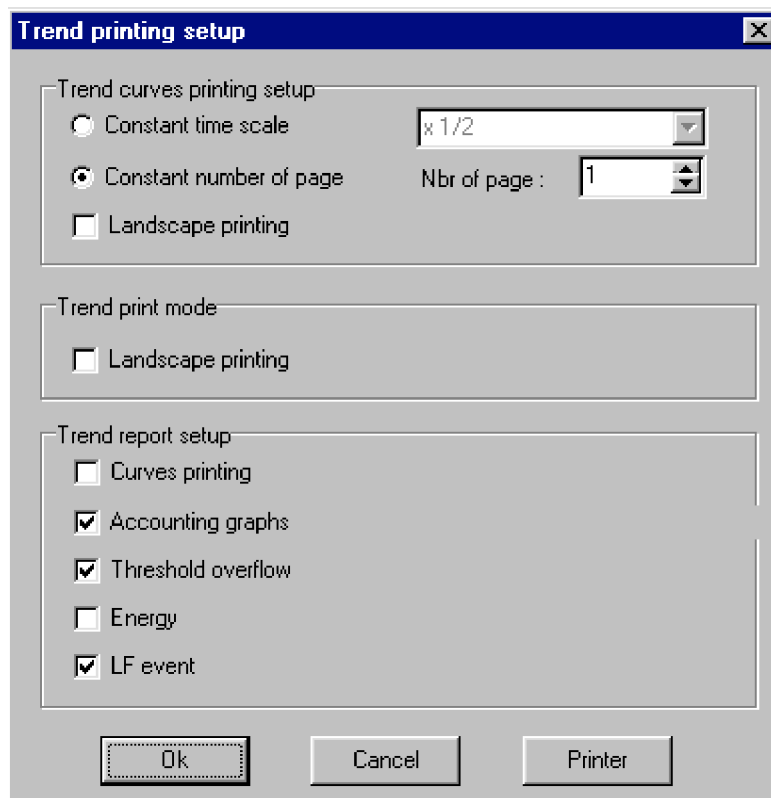 Trend printing setup
Trend curves printing setup
Constant time scale
x 1/2
Constant number of page
Nbr of page :
1
Landscape printing
Trend print mode
Landscape printing
Trend report setup
Curves printing
Accounting graphs
Threshold overflow
Energy
LF event
Ok
Cancel
Printer